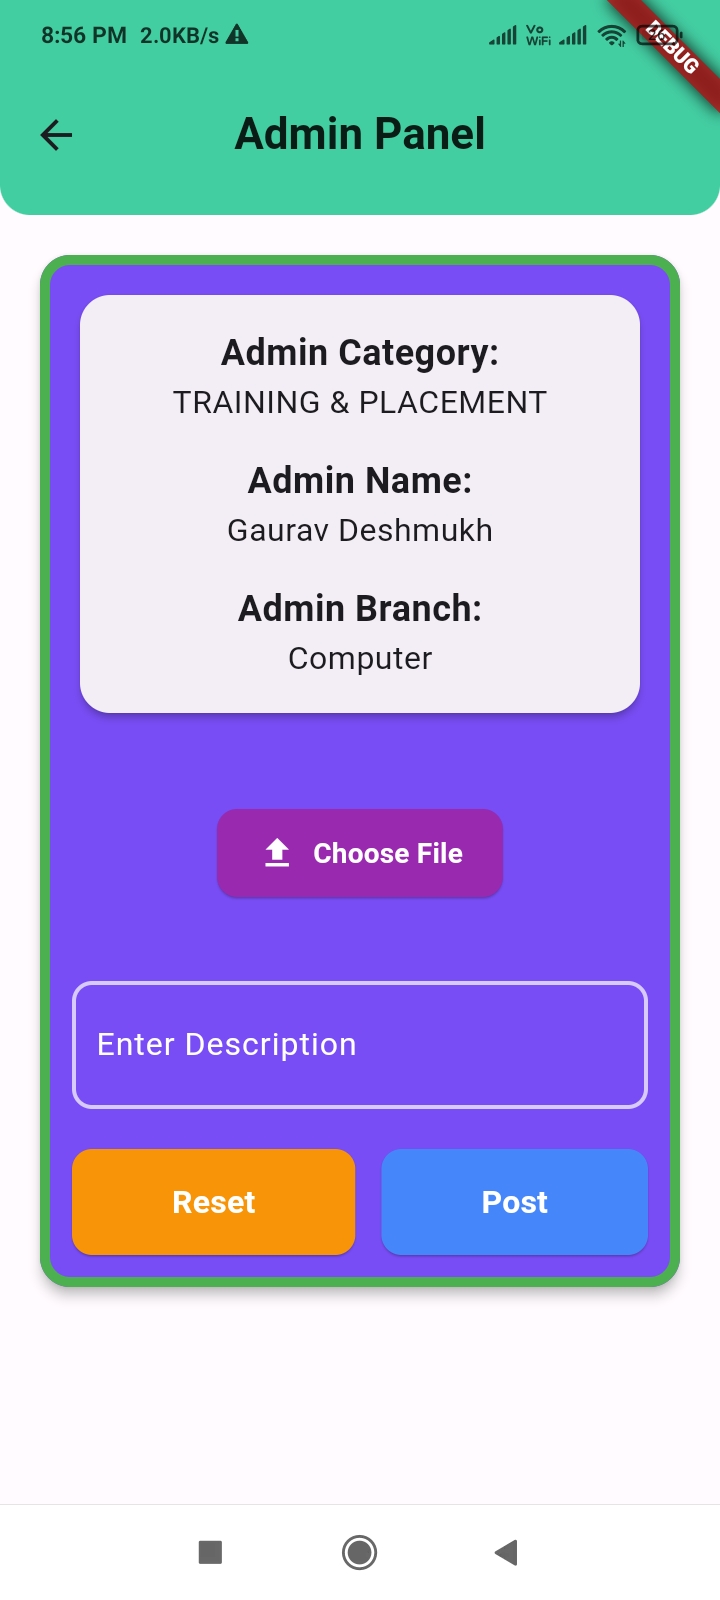 8:56 PM 2.0KB/s
Vo
WiFi
DEBUG
Admin Panel
Admin Category:
TRAINING & PLACEMENT
Admin Name:
Gaurav Deshmukh
Admin Branch:
Computer
Choose File
Enter Description
Reset Post